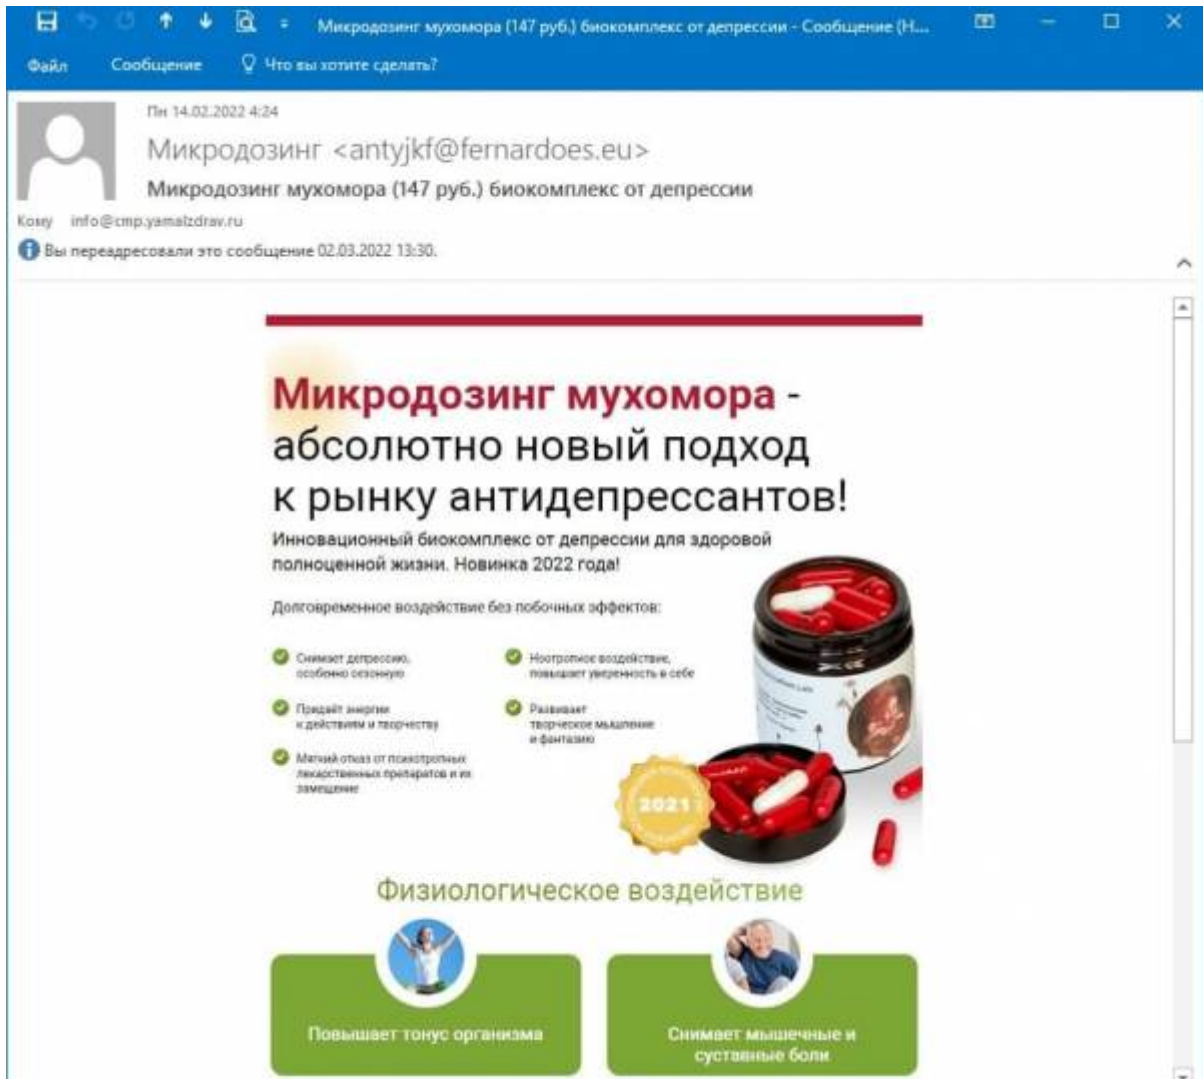 Микродозинг мухомора (147 руб.) биокомплекс от депрессии - Сообщение (H...
Файл Сообщение Что вы хотите сделать?
Пн 14.02.2022 4:24
Микродозинг <antyjkf@fernardoes.eu>
Микродозинг мухомора (147 руб.) биокомплекс от депрессии
Кому info@cmp.yamalzdrav.ru
Вы переадресовали это сообщение 02.03.2022 13:30.
Микродозинг мухомора -
абсолютно новый подход
к рынку антидепрессантов!
Инновационный биокомплекс от депрессии для здоровой
полноценной жизни. Новинка 2022 года!
Долговременное воздействие без побочных эффектов:
Снимает депрессию,
особенно сезонную
Придаёт энергии
к действиям и творчеству
Мягкий отказ от психотропных
лекарственных препаратов и их
замещение
Ноотропное воздействие,
повышает уверенность в себе
Развивает
творческое мышление
и фантазию
2021
Физиологическое воздействие
Повышает тонус организма
Снимает мышечные и
суставные боли